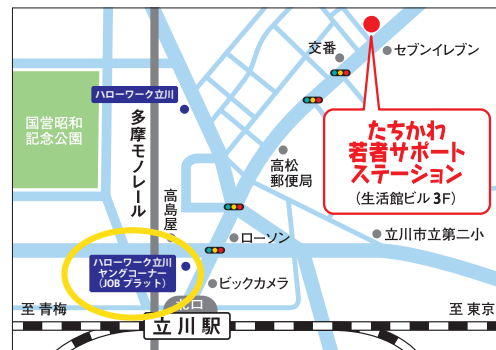 交番
セブンイレブン
ハローワーク立川
国営昭和
記念公園
多摩モノレール
たちかわ
若者サポート
ステーション
(生活館ビル 3F)
高松
郵便局
高島屋
ローソン
立川市立第二小
ハローワーク立川
ヤングコーナー
(JOB プラット)
ビックカメラ
至 青梅
北口
至 東京
立川駅